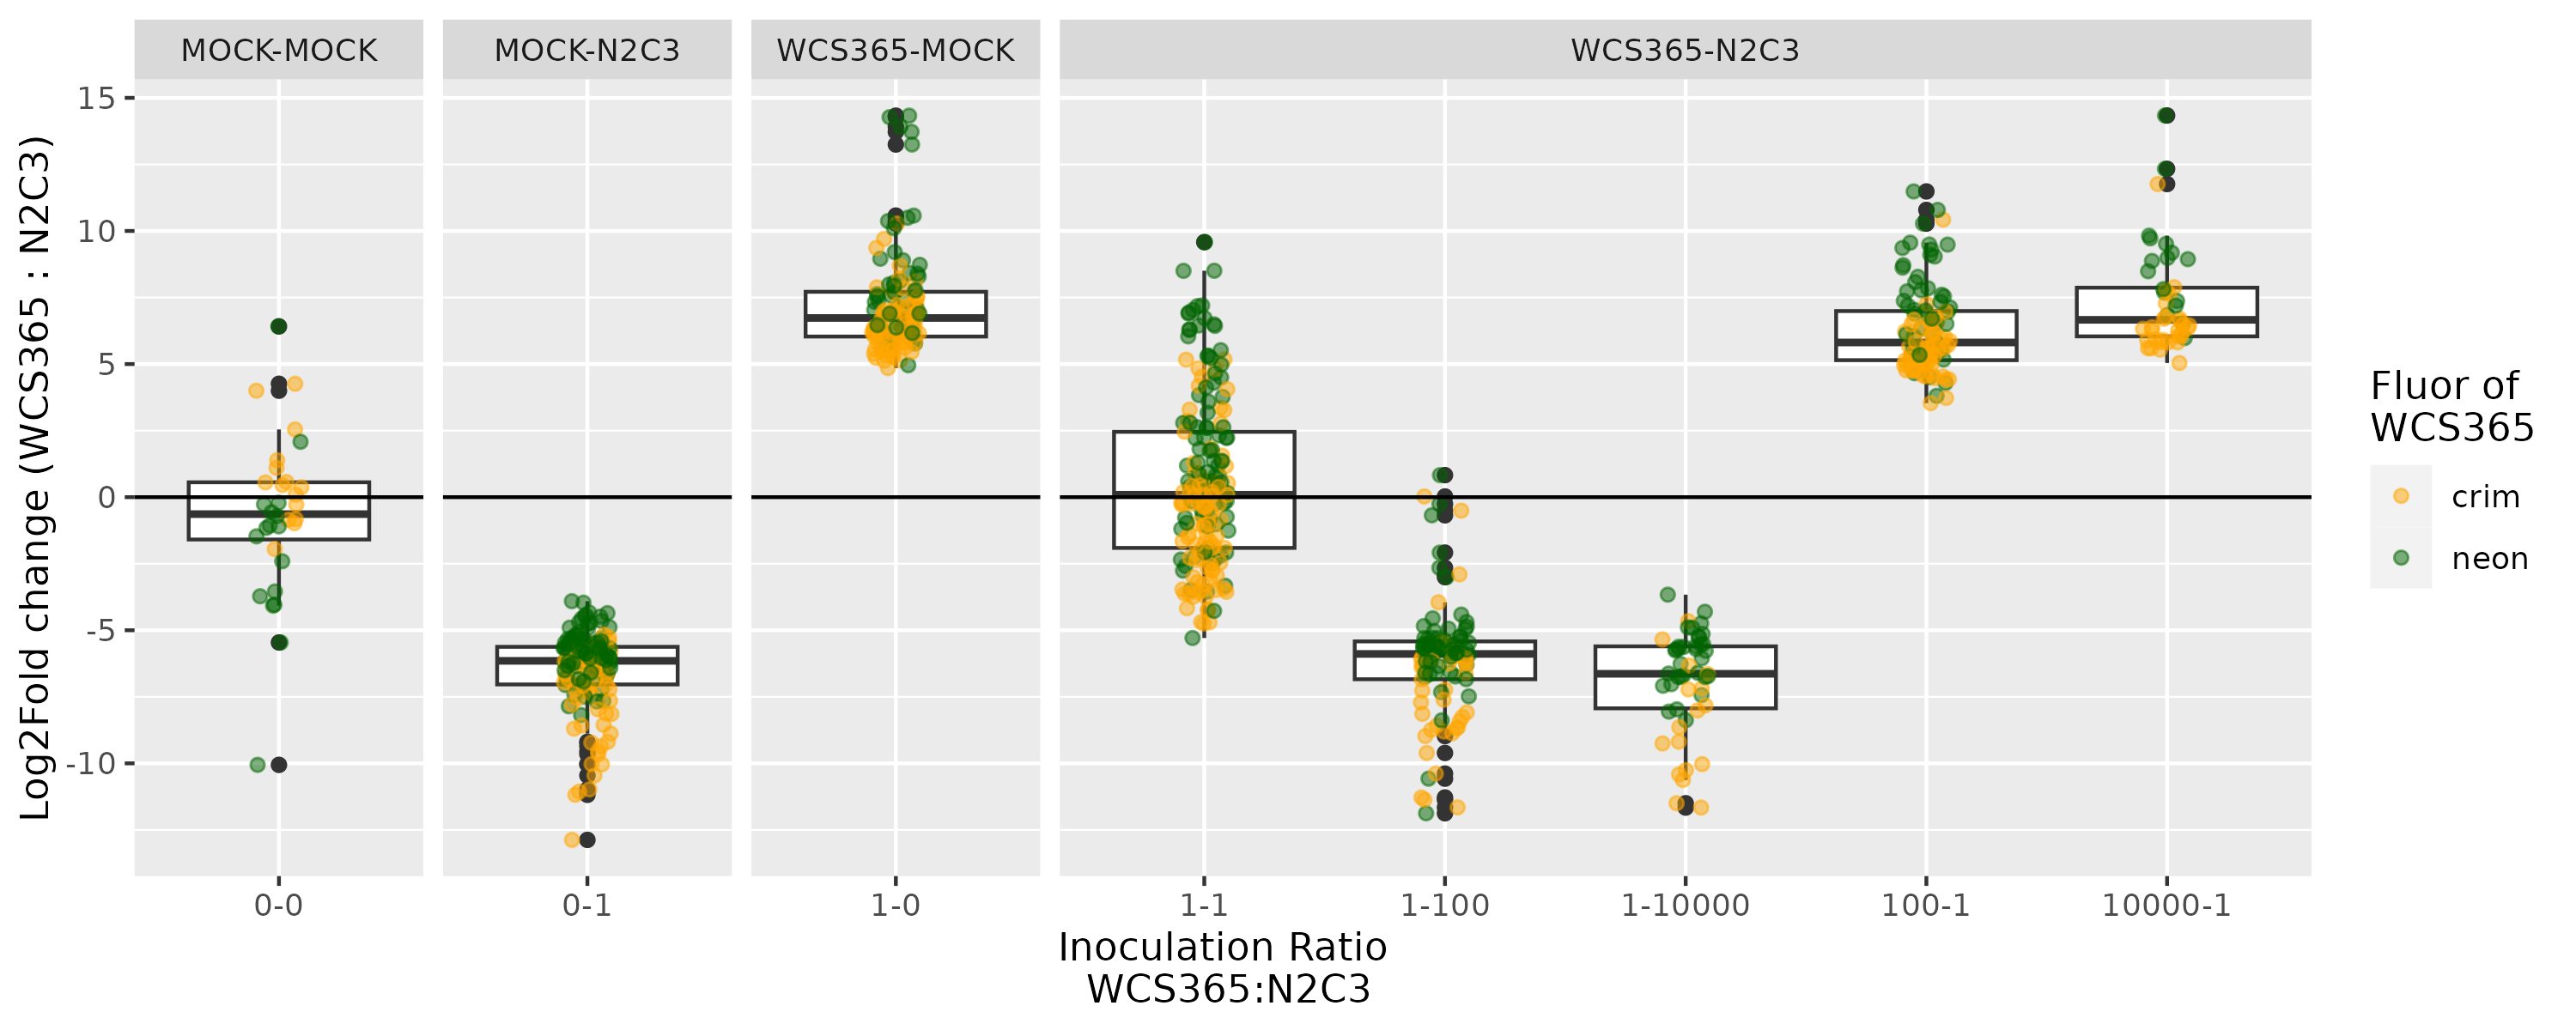 MOCK-MOCK
MOCK-N2C3
WCS365-MOCK
WCS365-N2C3
Log2Fold change (WCS365 : N2C3)
15
10
5
0
-5
-10
0-0
0-1
1-0
1-1
1-100
1-10000
100-1
10000-1
Inoculation Ratio
WCS365:N2C3
Fluor of
WCS365
crim
neon